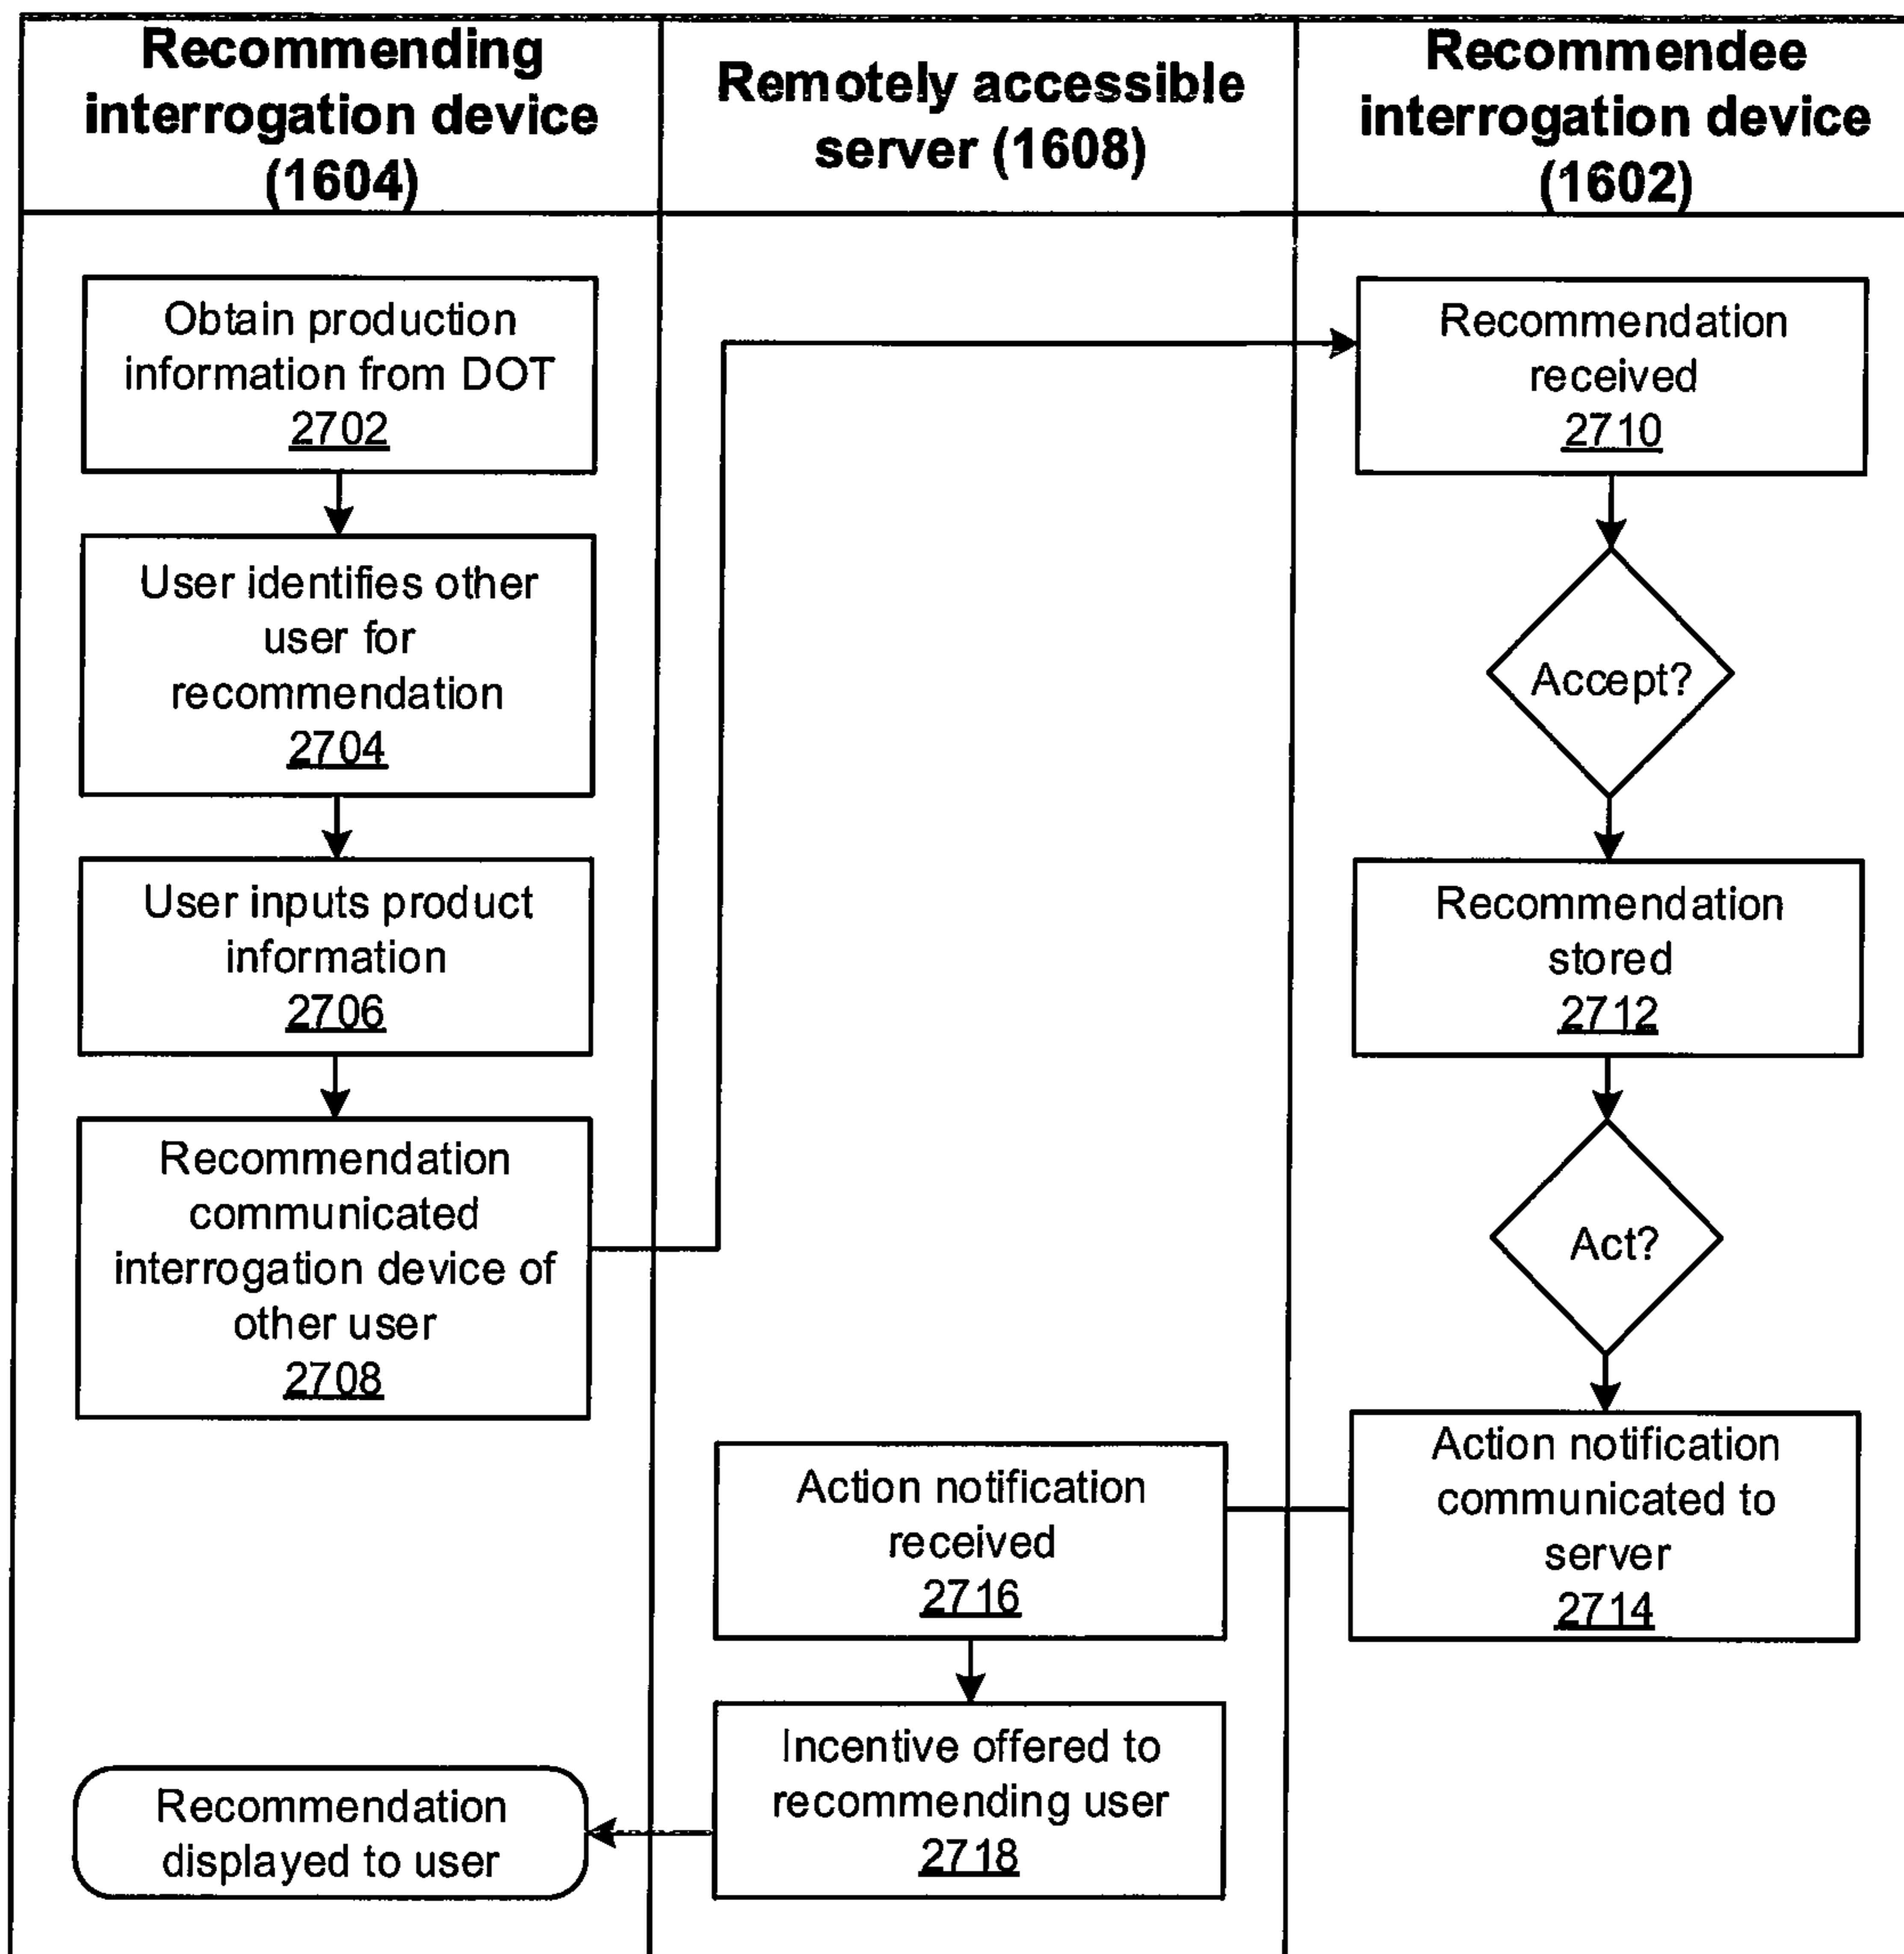 Recommending
interrogation device
(1604)
Remotely accessible
server (1608)
Recommendee
interrogation device
(1602)
Obtain production
information from DOT
2702
User identifies other
user for
recommendation
2704
User inputs product
information
2706
Recommendation
communicated
interrogation device of
other user
2708
Recommendation
received
2710
Accept?
Recommendation
stored
2712
Act?
Action notification
communicated to
server
2714
Action notification
received
2716
Incentive offered to
recommending user
2718
Recommendation
displayed to user